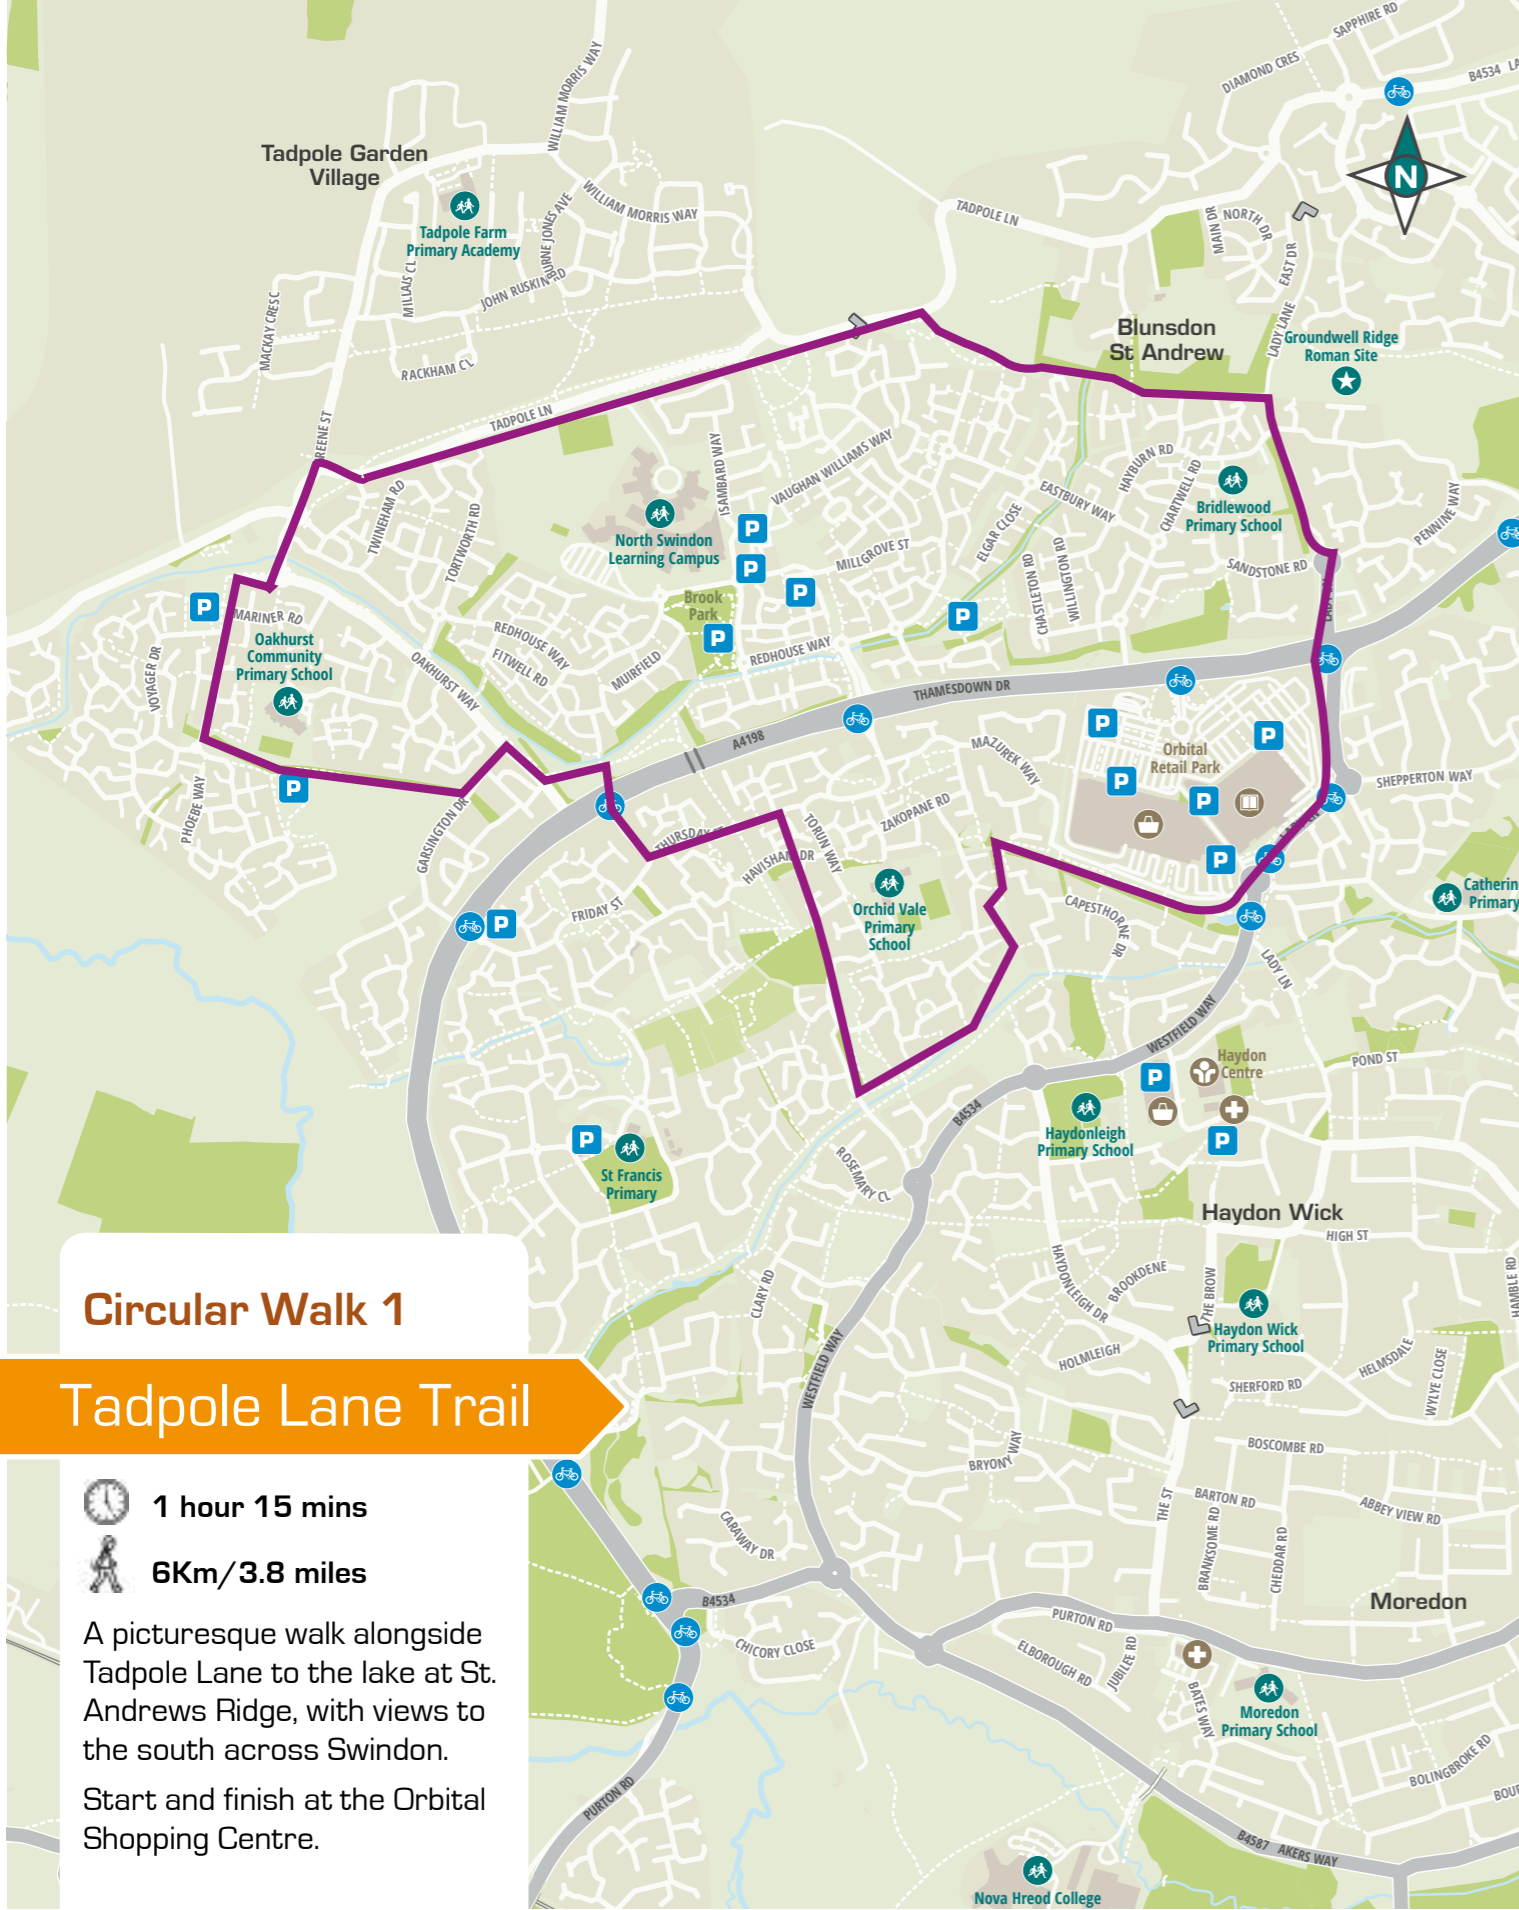 SAPPHIRE RD
DIAMOND CRES
B4534 LA
N
WILLIAM MORRIS WAY
Tadpole Garden
Village
Tadpole Farm
Primary Academy
WILLIAM MORRIS WAY
BURNE JONES AVE
MILLAIS CL
JOHN RUSKIN RD
MACKAY CRESC
RACKHAM CL
TADPOLE LN
MAIN DR
NORTH DR
EAST DR
LADY LANE
Blunsdon
St Andrew
Groundwell Ridge
Roman Site
REENE ST
TADPOLE LN
TWINEHAM RD
TORTWORTH RD
ISAMBARD WAY
VAUGHAN WILLIAMS WAY
North Swindon
Learning Campus
P
P
P
P
P
MILLGROVE ST
ELGAR CLOSE
EASTBURY WAY
HAYBURN RD
CHARTWELL RD
Bridlewood
Primary School
PENNINE WAY
SANDSTONE RD
CHASTLETON RD
WILLINGTON RD
Brook
Park
REDHOUSE WAY
P
MARINER RD
Oakhurst
Community
Primary School
VOYAGER DR
OAKHURST WAY
REDHOUSE WAY
FITWELL RD
MUIRFIELD
THAMESDOWN DR
A4198
MAZUREK WAY
Orbital
Retail Park
P
P
P
P
P
SHEPPERTON WAY
PHOEBE WAY
P
GARSINGTON DR
THURSDAY ST
HAVISHAM DR
TORUN WAY
ZAKOPANE RD
FRIDAY ST
P
Orchid Vale
Primary
School
CAPESTHORNE DR
LADY LN
Catherin
Primary
WESTFIELD WAY
Haydon
Centre
P
POND ST
B4534
Haydonleigh
Primary School
P
P
St Francis
Primary
ROSEMARY CL
Haydon Wick
HIGH ST
HAYDONLEIGH DR
BROOKDENE
THE BROW
HAMBLE RD
CLARY RD
Haydon Wick
Primary School
WESTFIELD WAY
HOLMLEIGH
SHERFORD RD
HELMSDALE
WYLYE CLOSE
BOSCOMBE RD
BRYONY WAY
THE ST
BARTON RD
ABBEY VIEW RD
BRANKSOME RD
CHEDDAR RD
CARAWAY DR
B4534
Moredon
PURTON RD
CHICORY CLOSE
ELBOROUGH RD
JUBILEE RD
BATES WAY
Moredon
Primary School
BOLINGBROKE RD
BOUR
PURTON RD
B4587 AKERS WAY
Nova Hreod College
Circular Walk 1
Tadpole Lane Trail
1 hour 15 mins
6Km/3.8 miles
A picturesque walk alongside
Tadpole Lane to the lake at St.
Andrews Ridge, with views to
the south across Swindon.
Start and finish at the Orbital
Shopping Centre.